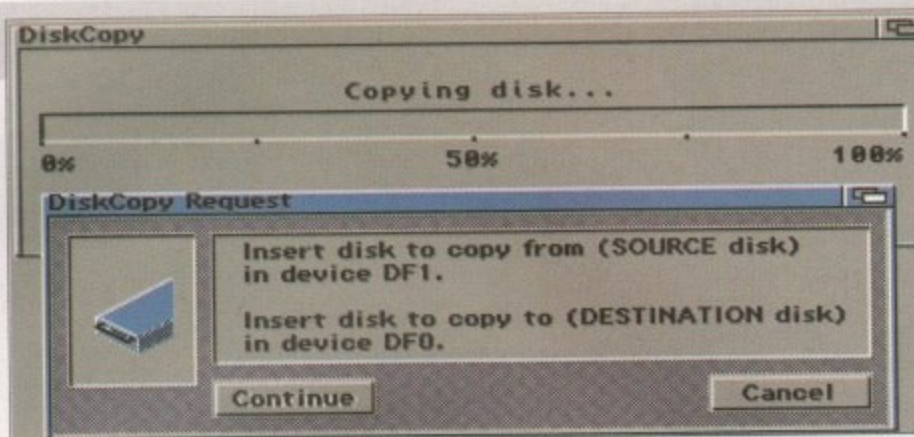 DiskCopy
Copying disk...
0% 50% 100%
DiskCopy Request
Insert disk to copy from (SOURCE disk)
in device DF1.
Insert disk to copy to (DESTINATION disk)
in device DF0.
Continue Cancel